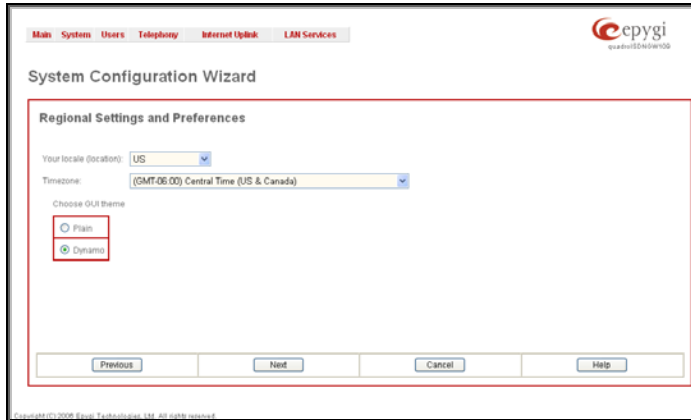 Main System Users Telephony Internet Uplink LAN Services
epygi
System Configuration Wizard
Regional Settings and Preferences
Your locale (location): US
Timezone: (GMT-06:00) Central Time (US & Canada)
Choose GUI theme
Plain
Dynamo
Previous Next Cancel Help
Copyright (C) 2006 Epygi Technologies, Ltd. All rights reserved.